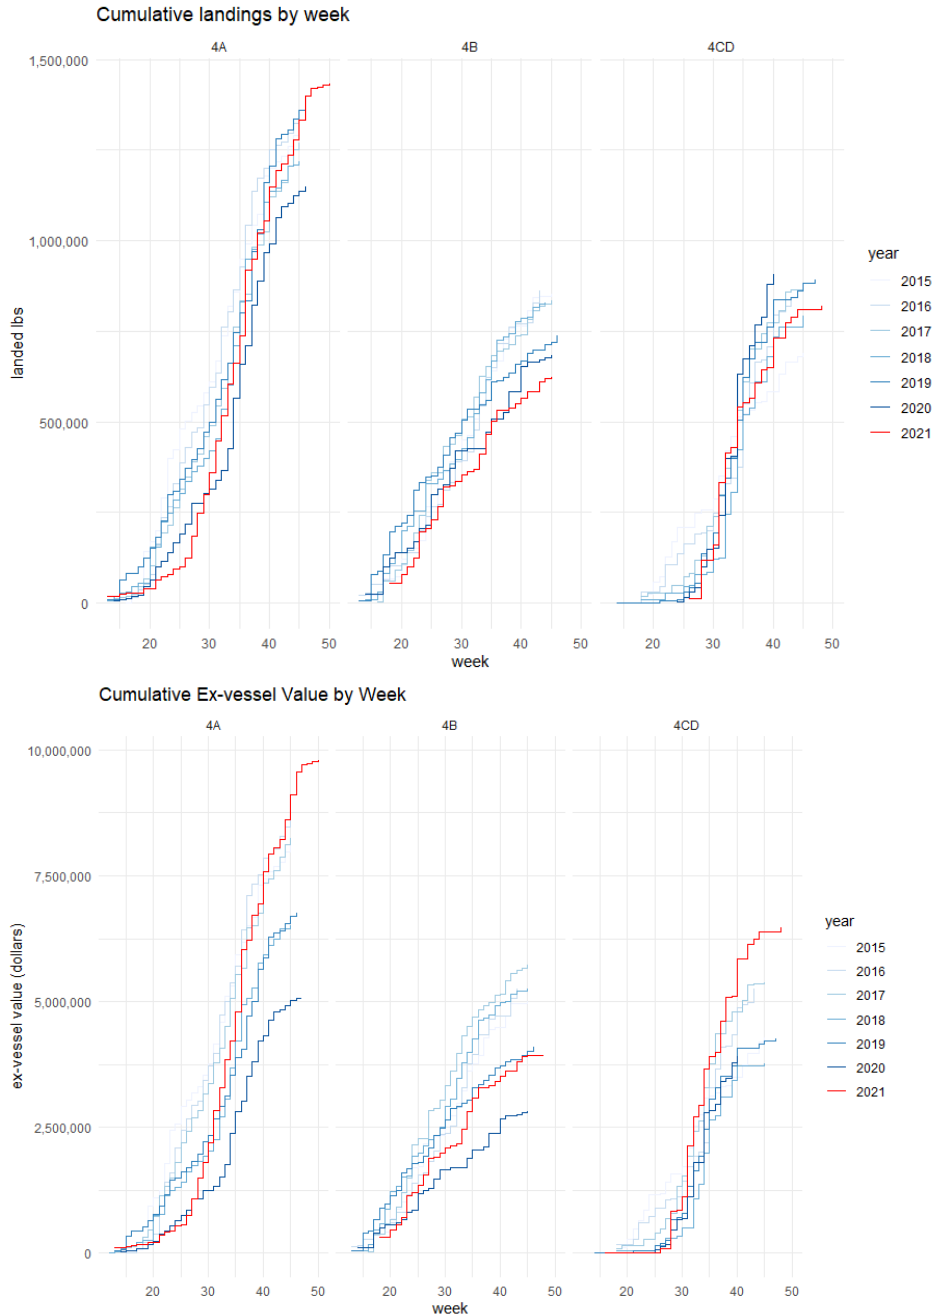 Cumulative landings by week
4A 4B 4CD
1,500,000
1,000,000
500,000
0
landed lbs
20 30 40 50 20 30 40 50 20 30 40 50
week
year
2015
2016
2017
2018
2019
2020
2021
Cumulative Ex-vessel Value by Week
4A 4B 4CD
10,000,000
7,500,000
5,000,000
2,500,000
0
ex-vessel value (dollars)
20 30 40 50 20 30 40 50 20 30 40 50
week
year
2015
2016
2017
2018
2019
2020
2021